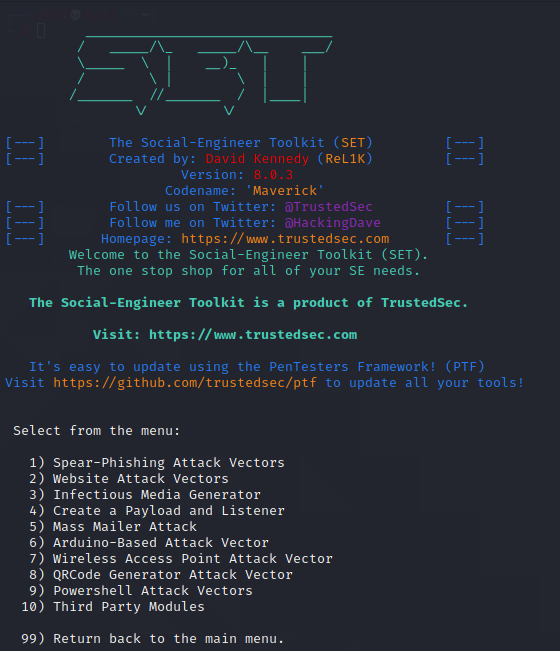 SET
[---] The Social-Engineer Toolkit (SET) [---]
[---] Created by: David Kennedy (ReL1K) [---]
Version: 8.0.3
Codename: 'Maverick'
[---] Follow us on Twitter: @TrustedSec [---]
[---] Follow me on Twitter: @HackingDave [---]
[---] Homepage: https://www.trustedsec.com [---]
Welcome to the Social-Engineer Toolkit (SET).
The one stop shop for all of your SE needs.
The Social-Engineer Toolkit is a product of TrustedSec.
Visit: https://www.trustedsec.com
It's easy to update using the PenTesters Framework! (PTF)
Visit https://github.com/trustedsec/ptf to update all your tools!
Select from the menu:
1) Spear-Phishing Attack Vectors
2) Website Attack Vectors
3) Infectious Media Generator
4) Create a Payload and Listener
5) Mass Mailer Attack
6) Arduino-Based Attack Vector
7) Wireless Access Point Attack Vector
8) QRCode Generator Attack Vector
9) Powershell Attack Vectors
10) Third Party Modules
99) Return back to the main menu.